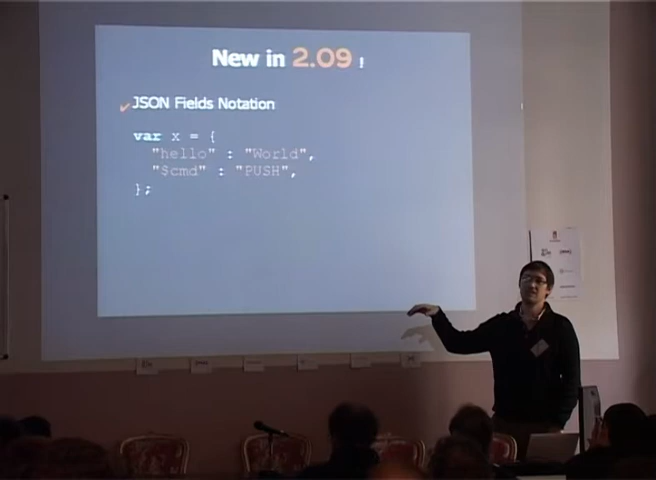 New in 2.09 !
JSON Fields Notation
var x = {
"hello" : "World",
"$cmd" : "PUSH",
};